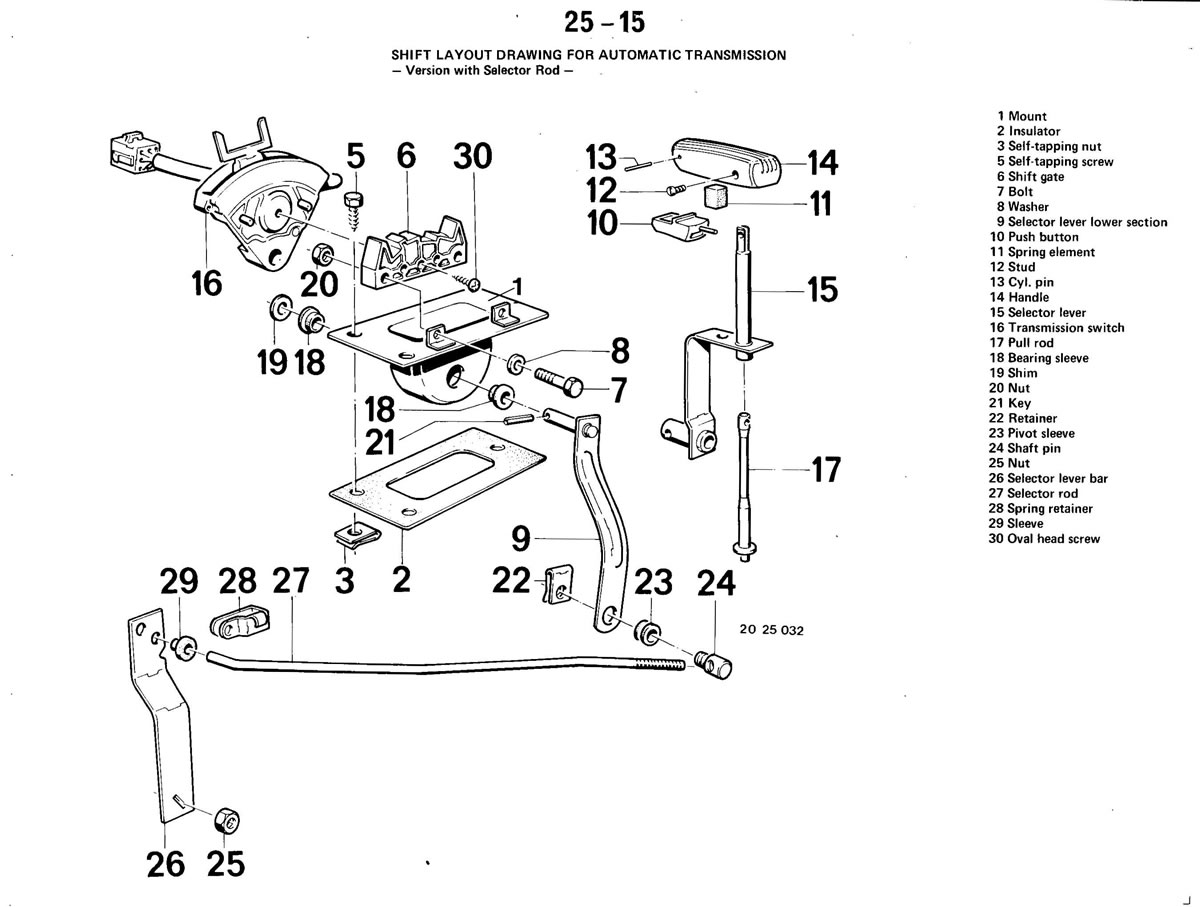 25 – 15
SHIFT LAYOUT DRAWING FOR AUTOMATIC TRANSMISSION
– Version with Selector Rod –
1 Mount
2 Insulator
3 Self-tapping nut
5 Self-tapping screw
6 Shift gate
7 Bolt
8 Washer
9 Selector lever lower section
10 Push button
11 Spring element
12 Stud
13 Cyl. pin
14 Handle
15 Selector lever
16 Transmission switch
17 Pull rod
18 Bearing sleeve
19 Shim
20 Nut
21 Key
22 Retainer
23 Pivot sleeve
24 Shaft pin
25 Nut
26 Selector lever bar
27 Selector rod
28 Spring retainer
29 Sleeve
30 Oval head screw
5 6 30
13
14
12
11
10
16
20
1
15
19 18
8
7
18
21
17
9
3 2
22 23 24
29 28 27
20 25 032
26 25